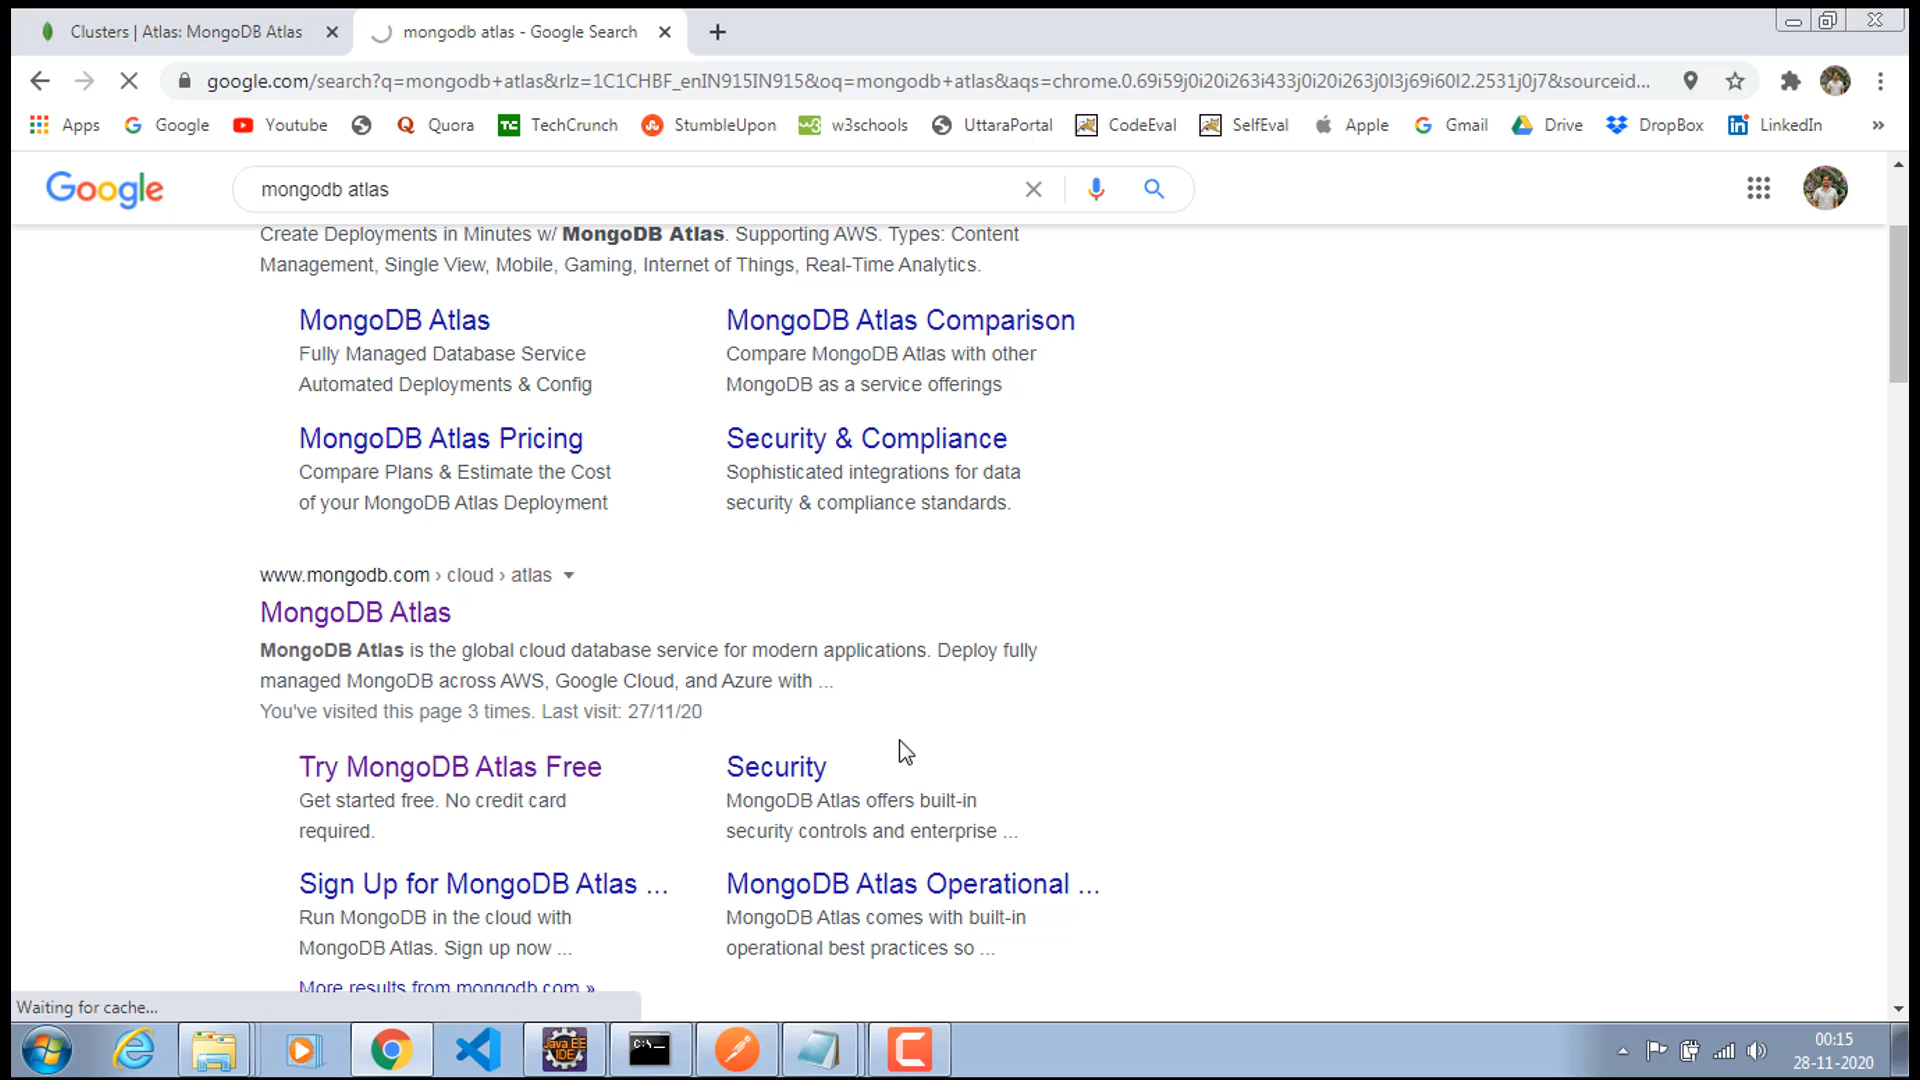 Clusters | Atlas: MongoDB Atlas
mongodb atlas - Google Search
google.com/search?q=mongodb+atlas&rlz=1C1CHBF_enIN915IN915&oq=mongodb+atlas&aqs=chrome.0.69i59j0i20i263i433j0i20i263j0l3j69i60l2.2531j0j7&sourceid...
Apps Google Youtube Quora TechCrunch StumbleUpon w3schools UttaraPortal CodeEval SelfEval Apple Gmail Drive DropBox LinkedIn »
Google
mongodb atlas
Create Deployments in Minutes w/ MongoDB Atlas. Supporting AWS. Types: Content
Management, Single View, Mobile, Gaming, Internet of Things, Real-Time Analytics.
MongoDB Atlas
Fully Managed Database Service
Automated Deployments & Config
MongoDB Atlas Comparison
Compare MongoDB Atlas with other
MongoDB as a service offerings
MongoDB Atlas Pricing
Compare Plans & Estimate the Cost
of your MongoDB Atlas Deployment
Security & Compliance
Sophisticated integrations for data
security & compliance standards.
www.mongodb.com › cloud › atlas
MongoDB Atlas
MongoDB Atlas is the global cloud database service for modern applications. Deploy fully
managed MongoDB across AWS, Google Cloud, and Azure with ...
You've visited this page 3 times. Last visit: 27/11/20
Try MongoDB Atlas Free
Get started free. No credit card
required.
Security
MongoDB Atlas offers built-in
security controls and enterprise ...
Sign Up for MongoDB Atlas ...
Run MongoDB in the cloud with
MongoDB Atlas. Sign up now ...
MongoDB Atlas Operational ...
MongoDB Atlas comes with built-in
operational best practices so ...
More results from mongodb.com »
Waiting for cache...
Java EE
IDE
C:\_
00:15
28-11-2020